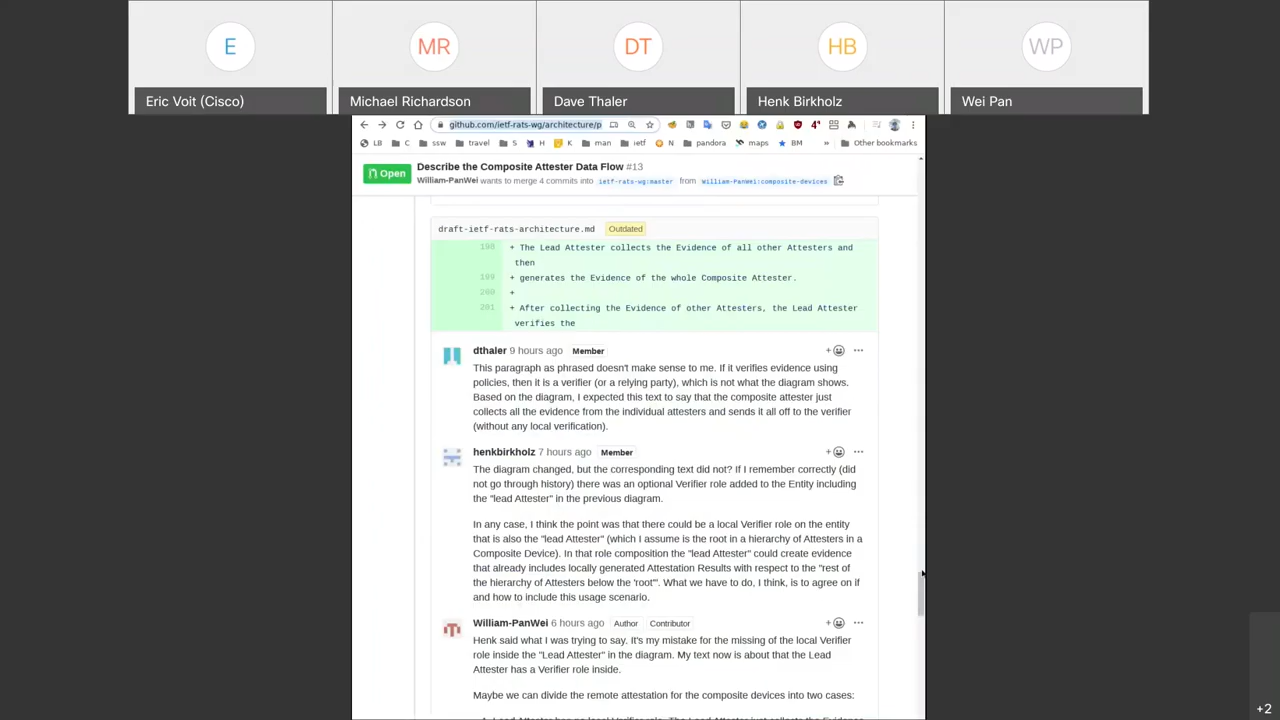 E
MR
DT
HB
WP
Eric Voit (Cisco)
Michael Richardson
Dave Thaler
Henk Birkholz
Wei Pan
github.com/ietf-rats-wg/architecture/p
LB
C
ssw
travel
S
H
K
man
ietf
N
pandora
maps
BM
»
Other bookmarks
Open
Describe the Composite Attester Data Flow #13
William-PanWei wants to merge 4 commits into ietf-rats-wg:master from William-PanWei:composite-devices
draft-ietf-rats-architecture.md Outdated
198 + The Lead Attester collects the Evidence of all other Attesters and
then
199 + generates the Evidence of the whole Composite Attester.
200 +
201 + After collecting the Evidence of other Attesters, the Lead Attester
verifies the
dthaler 9 hours ago Member
This paragraph as phrased doesn't make sense to me. If it verifies evidence using
policies, then it is a verifier (or a relying party), which is not what the diagram shows.
Based on the diagram, I expected this text to say that the composite attester just
collects all the evidence from the individual attesters and sends it all off to the verifier
(without any local verification).
henkbirkholz 7 hours ago Member
The diagram changed, but the corresponding text did not? If I remember correctly (did
not go through history) there was an optional Verifier role added to the Entity including
the "lead Attester" in the previous diagram.
In any case, I think the point was that there could be a local Verifier role on the entity
that is also the "lead Attester" (which I assume is the root in a hierarchy of Attesters in a
Composite Device). In that role composition the "lead Attester" could create evidence
that already includes locally generated Attestation Results with respect to the "rest of
the hierarchy of Attesters below the 'root'". What we have to do, I think, is to agree on if
and how to include this usage scenario.
William-PanWei 6 hours ago Author Contributor
Henk said what I was trying to say. It's my mistake for the missing of the local Verifier
role inside the "Lead Attester" in the diagram. My text now is about that the Lead
Attester has a Verifier role inside.
Maybe we can divide the remote attestation for the composite devices into two cases:
+2